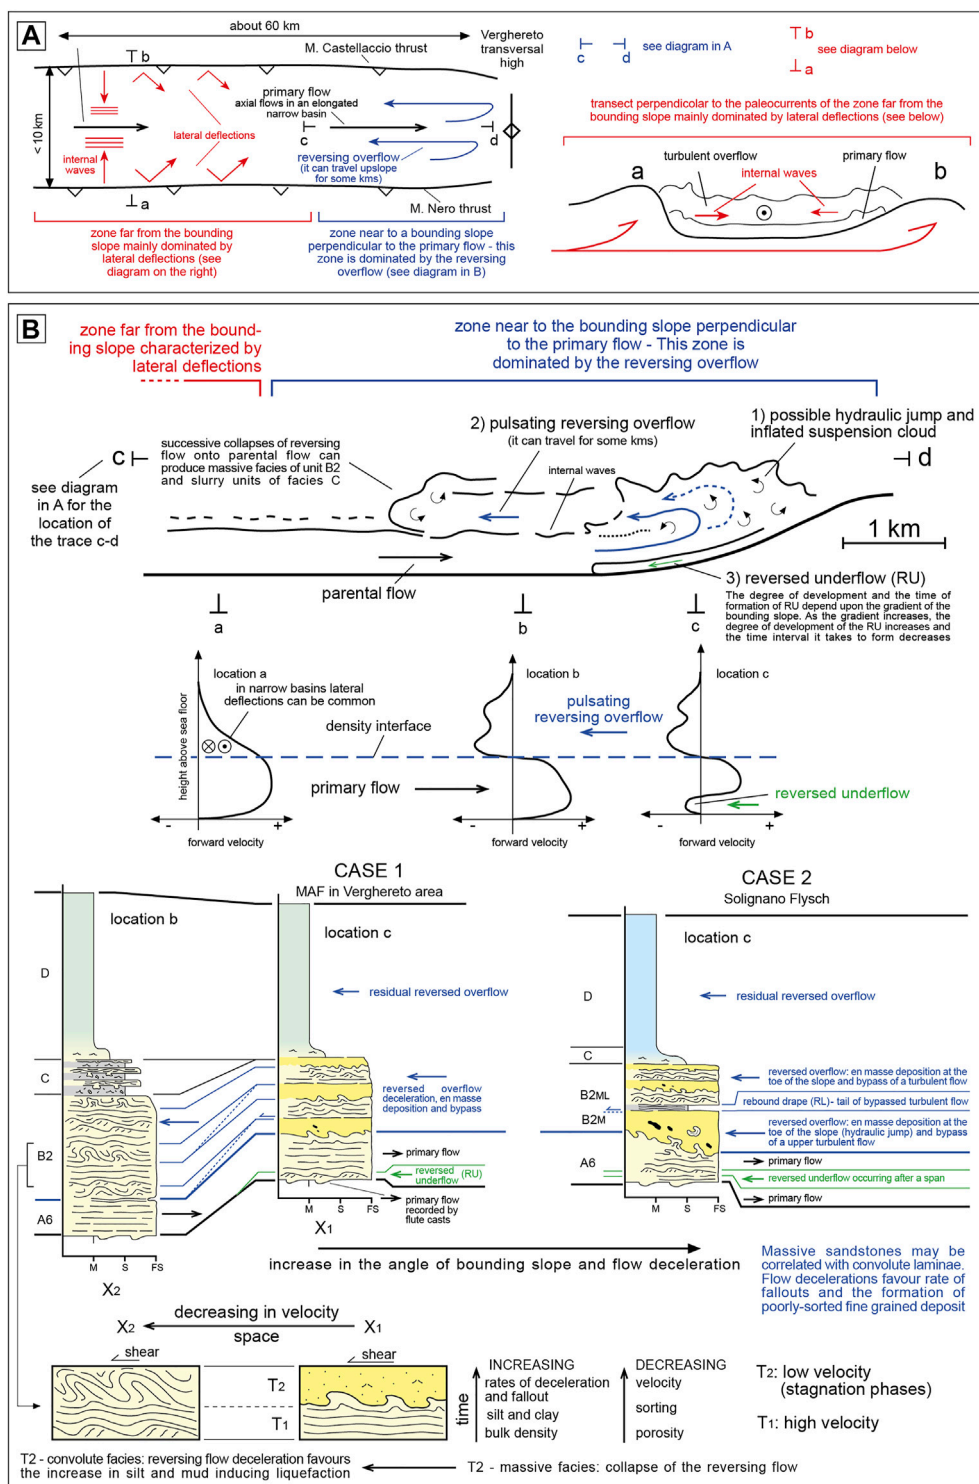 A
about 60 km
Verghereto
transversal
high
b
M. Castellaccio thrust
c
d
see diagram in A
b
a
see diagram below
< 10 km
primary flow
axial flows in an elongated
narrow basin
lateral deflections
c
d
internal
waves
reversing overflow
(it can travel upslope
for some kms)
a
M. Nero thrust
transect perpendicolar to the paleocurrents of the zone far from the
bounding slope mainly dominated by lateral deflections (see below)
a
turbulent overflow
primary flow
b
internal waves
zone far from the bounding
slope mainly dominated by
lateral deflections (see
diagram on the right)
zone near to a bounding slope
perpendicular to the primary flow - this
zone is dominated by the reversing
overflow (see diagram in B)
B
zone far from the bound-
ing slope characterized by
lateral deflections
zone near to the bounding slope perpendicular
to the primary flow - This zone is
dominated by the reversing overflow
c
see diagram
in A for the
location of
the trace c-d
successive collapses of reversing
flow onto parental flow can
produce massive facies of unit B2
and slurry units of facies C
2) pulsating reversing overflow
(it can travel for some kms)
internal waves
1) possible hydraulic jump and
inflated suspension cloud
d
1 km
parental flow
3) reversed underflow (RU)
The degree of development and the time of
formation of RU depend upon the gradient of the
bounding slope. As the gradient increases, the
degree of development of the RU increases and
the time interval it takes to form decreases
a
b
c
height above sea floor
location a
in narrow basins lateral
deflections can be common
density interface
primary flow
location b
pulsating
reversing overflow
location c
reversed underflow
- +
forward velocity
- +
forward velocity
- +
forward velocity
CASE 1
MAF in Verghereto area
CASE 2
Solignano Flysch
location b
D
C
B2
A6
M S FS
X2
location c
residual reversed overflow
reversed overflow
deceleration, en masse
deposition and bypass
primary flow
reversed
underflow (RU)
primary flow
recorded by
flute casts
M S FS
X1
location c
D
C
B2ML
B2M
A6
M S FS
residual reversed overflow
reversed overflow: en masse deposition at the
toe of the slope and bypass of a turbulent flow
rebound drape (RL)- tail of bypassed turbulent flow
reversed overflow: en masse deposition at the
toe of the slope (hydraulic jump) and bypass
of a upper turbulent flow
primary flow
reversed underflow occurring after a span
primary flow
increase in the angle of bounding slope and flow deceleration
Massive sandstones may be
correlated with convolute laminae.
Flow decelerations favour rate of
fallouts and the formation of
poorly-sorted fine grained deposit
X2
decreasing in velocity
space
X1
shear
shear
T2
T1
time
INCREASING
rates of deceleration
and fallout
silt and clay
bulk density
DECREASING
velocity
sorting
porosity
T2: low velocity
(stagnation phases)
T1: high velocity
T2 - convolute facies: reversing flow deceleration favours
the increase in silt and mud inducing liquefaction
T2 - massive facies: collapse of the reversing flow